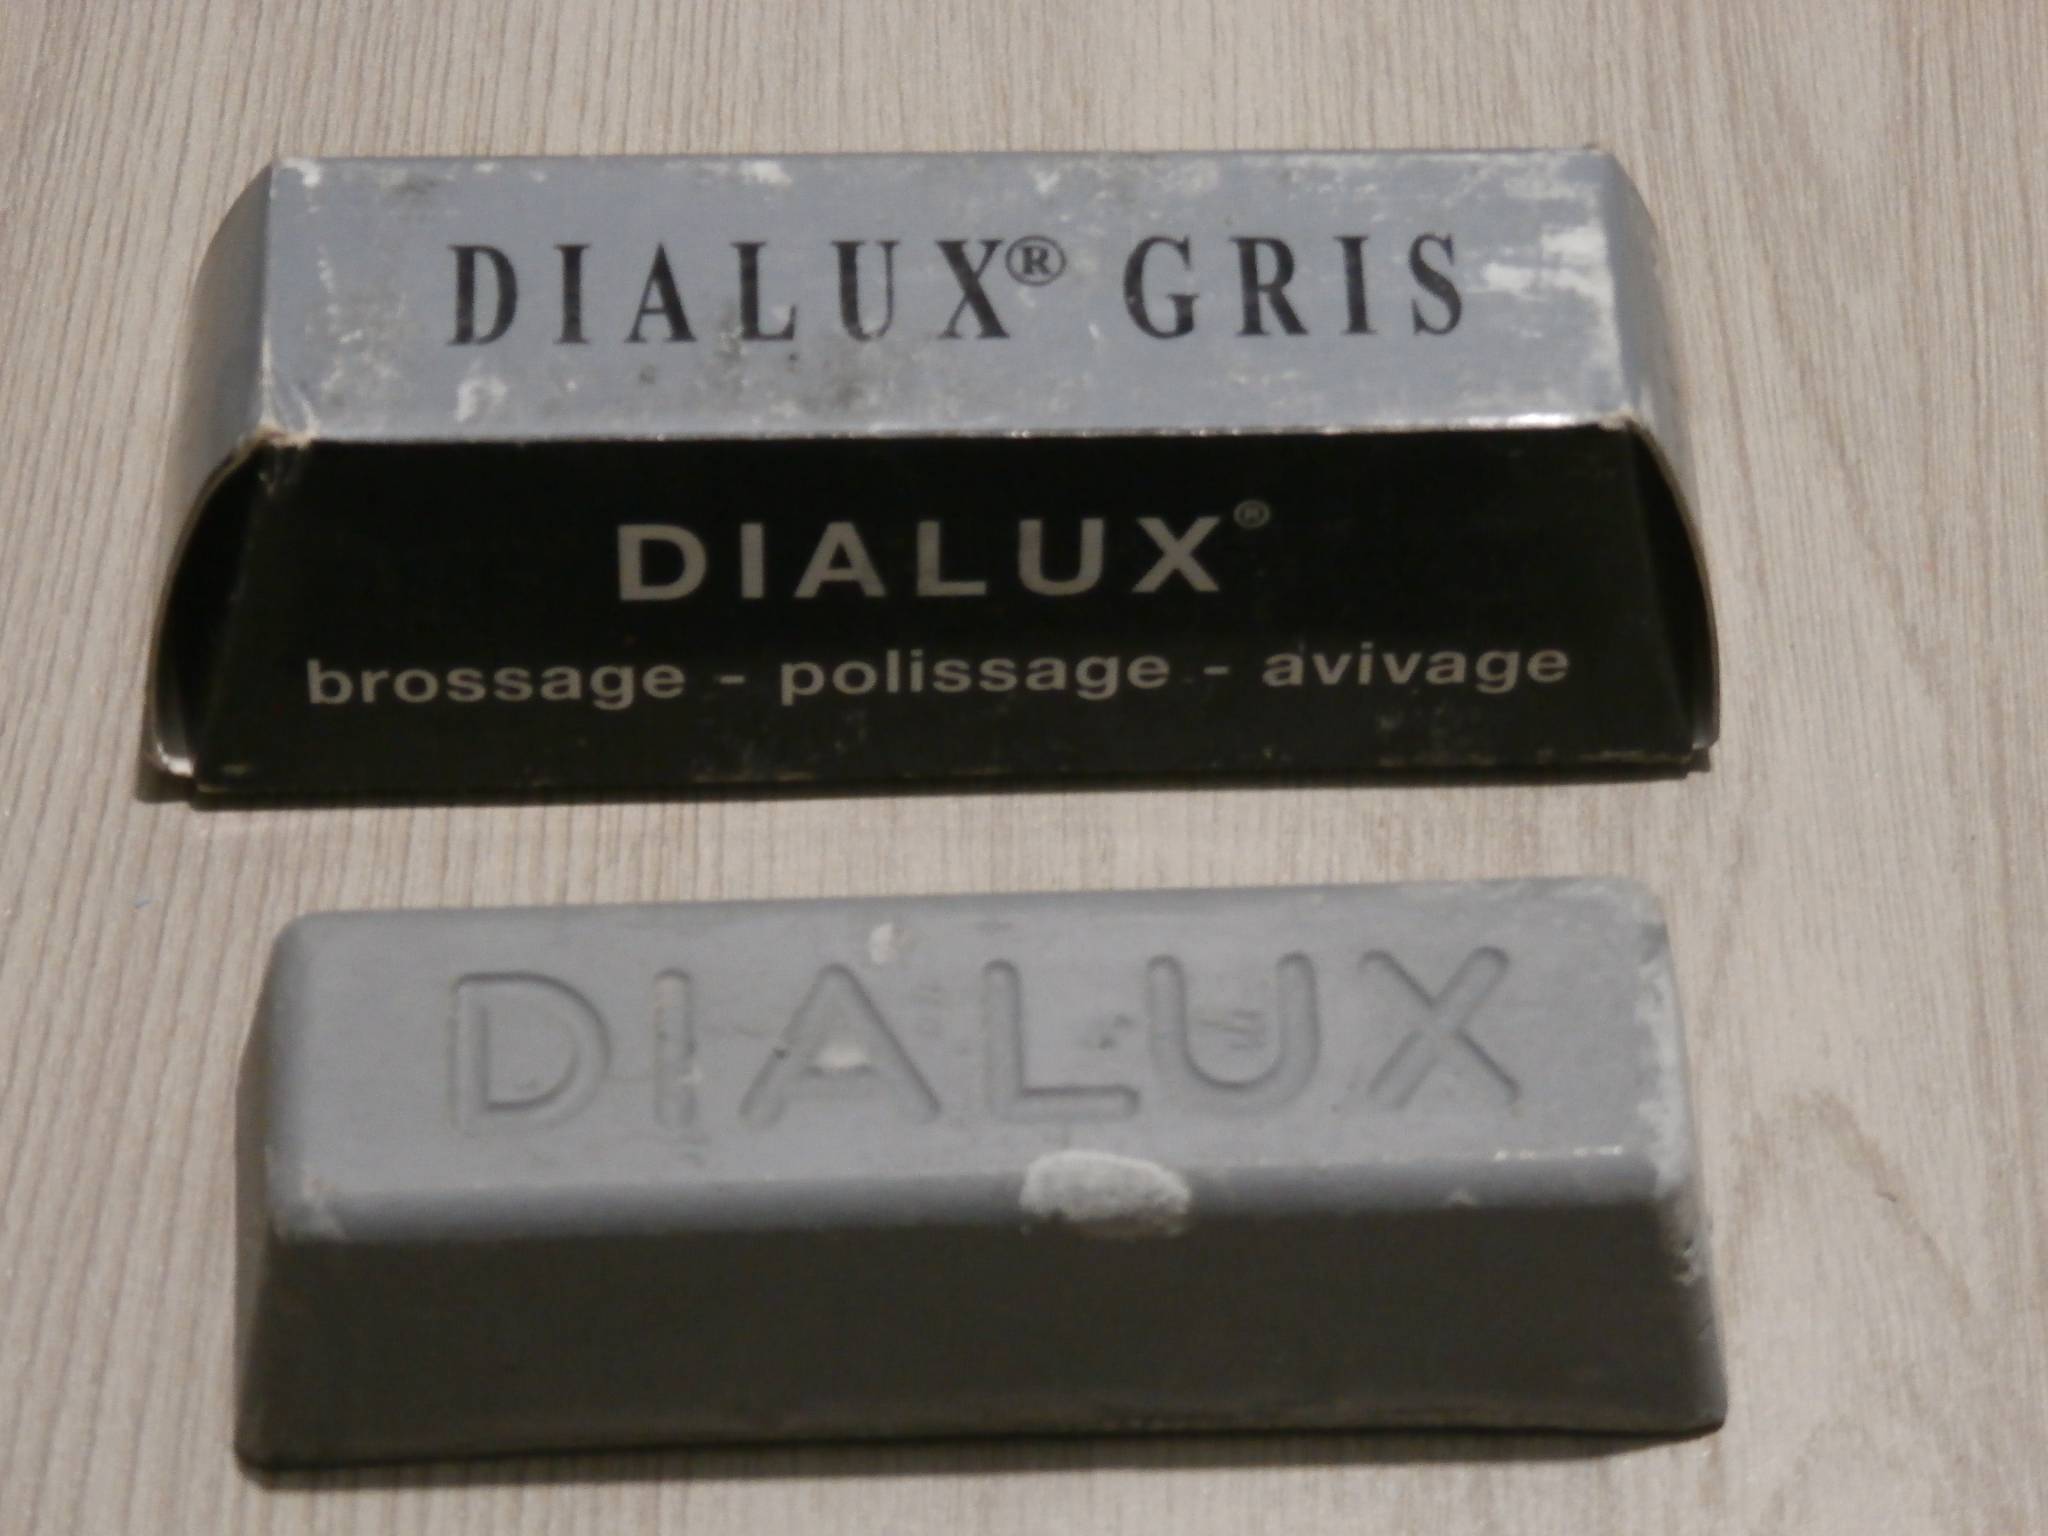 DIALUX® GRIS
DIALUX®
brossage - polissage - avivage
DIALUX